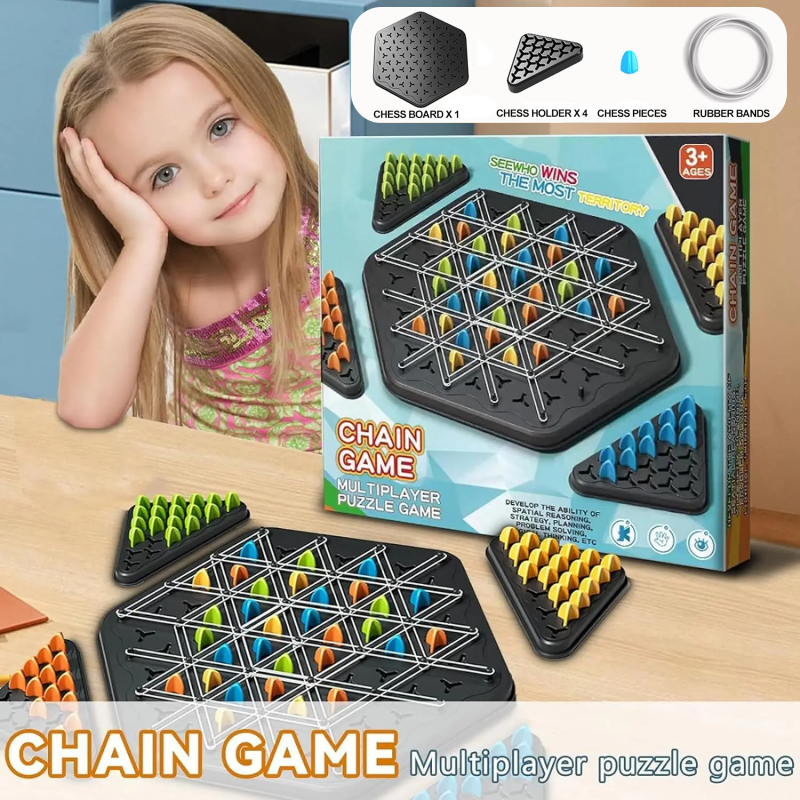 CHESS BOARD X 1
CHESS HOLDER X 4
CHESS PIECES
RUBBER BANDS
SEEWHO WINS
THE MOST TERRITORY
3+
AGES
CHAIN GAME
CHAIN
GAME
MULTIPLAYER
PUZZLE GAME
DEVELOP THE ABILITY OF
SPATIAL REASONING,
STRATEGY, PLANNING,
PROBLEM SOLVING,
THINKING, ETC
CHAIN GAME Multiplayer puzzle game